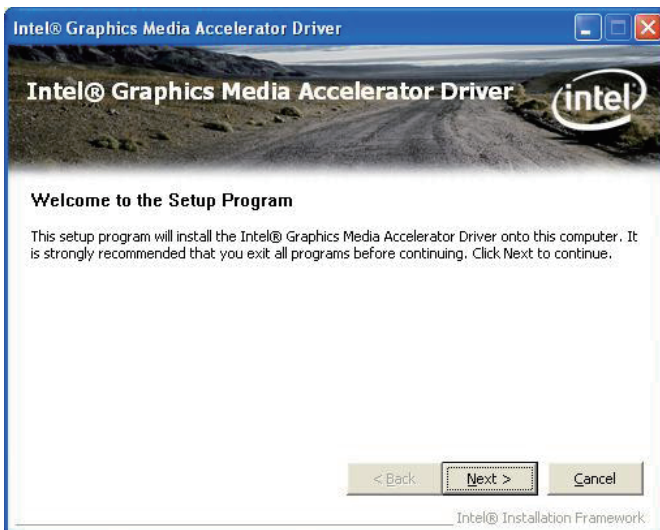 Intel® Graphics Media Accelerator Driver
Intel® Graphics Media Accelerator Driver
intel
Welcome to the Setup Program
This setup program will install the Intel® Graphics Media Accelerator Driver onto this computer. It
is strongly recommended that you exit all programs before continuing. Click Next to continue.
< Back Next > Cancel
Intel® Installation Framework